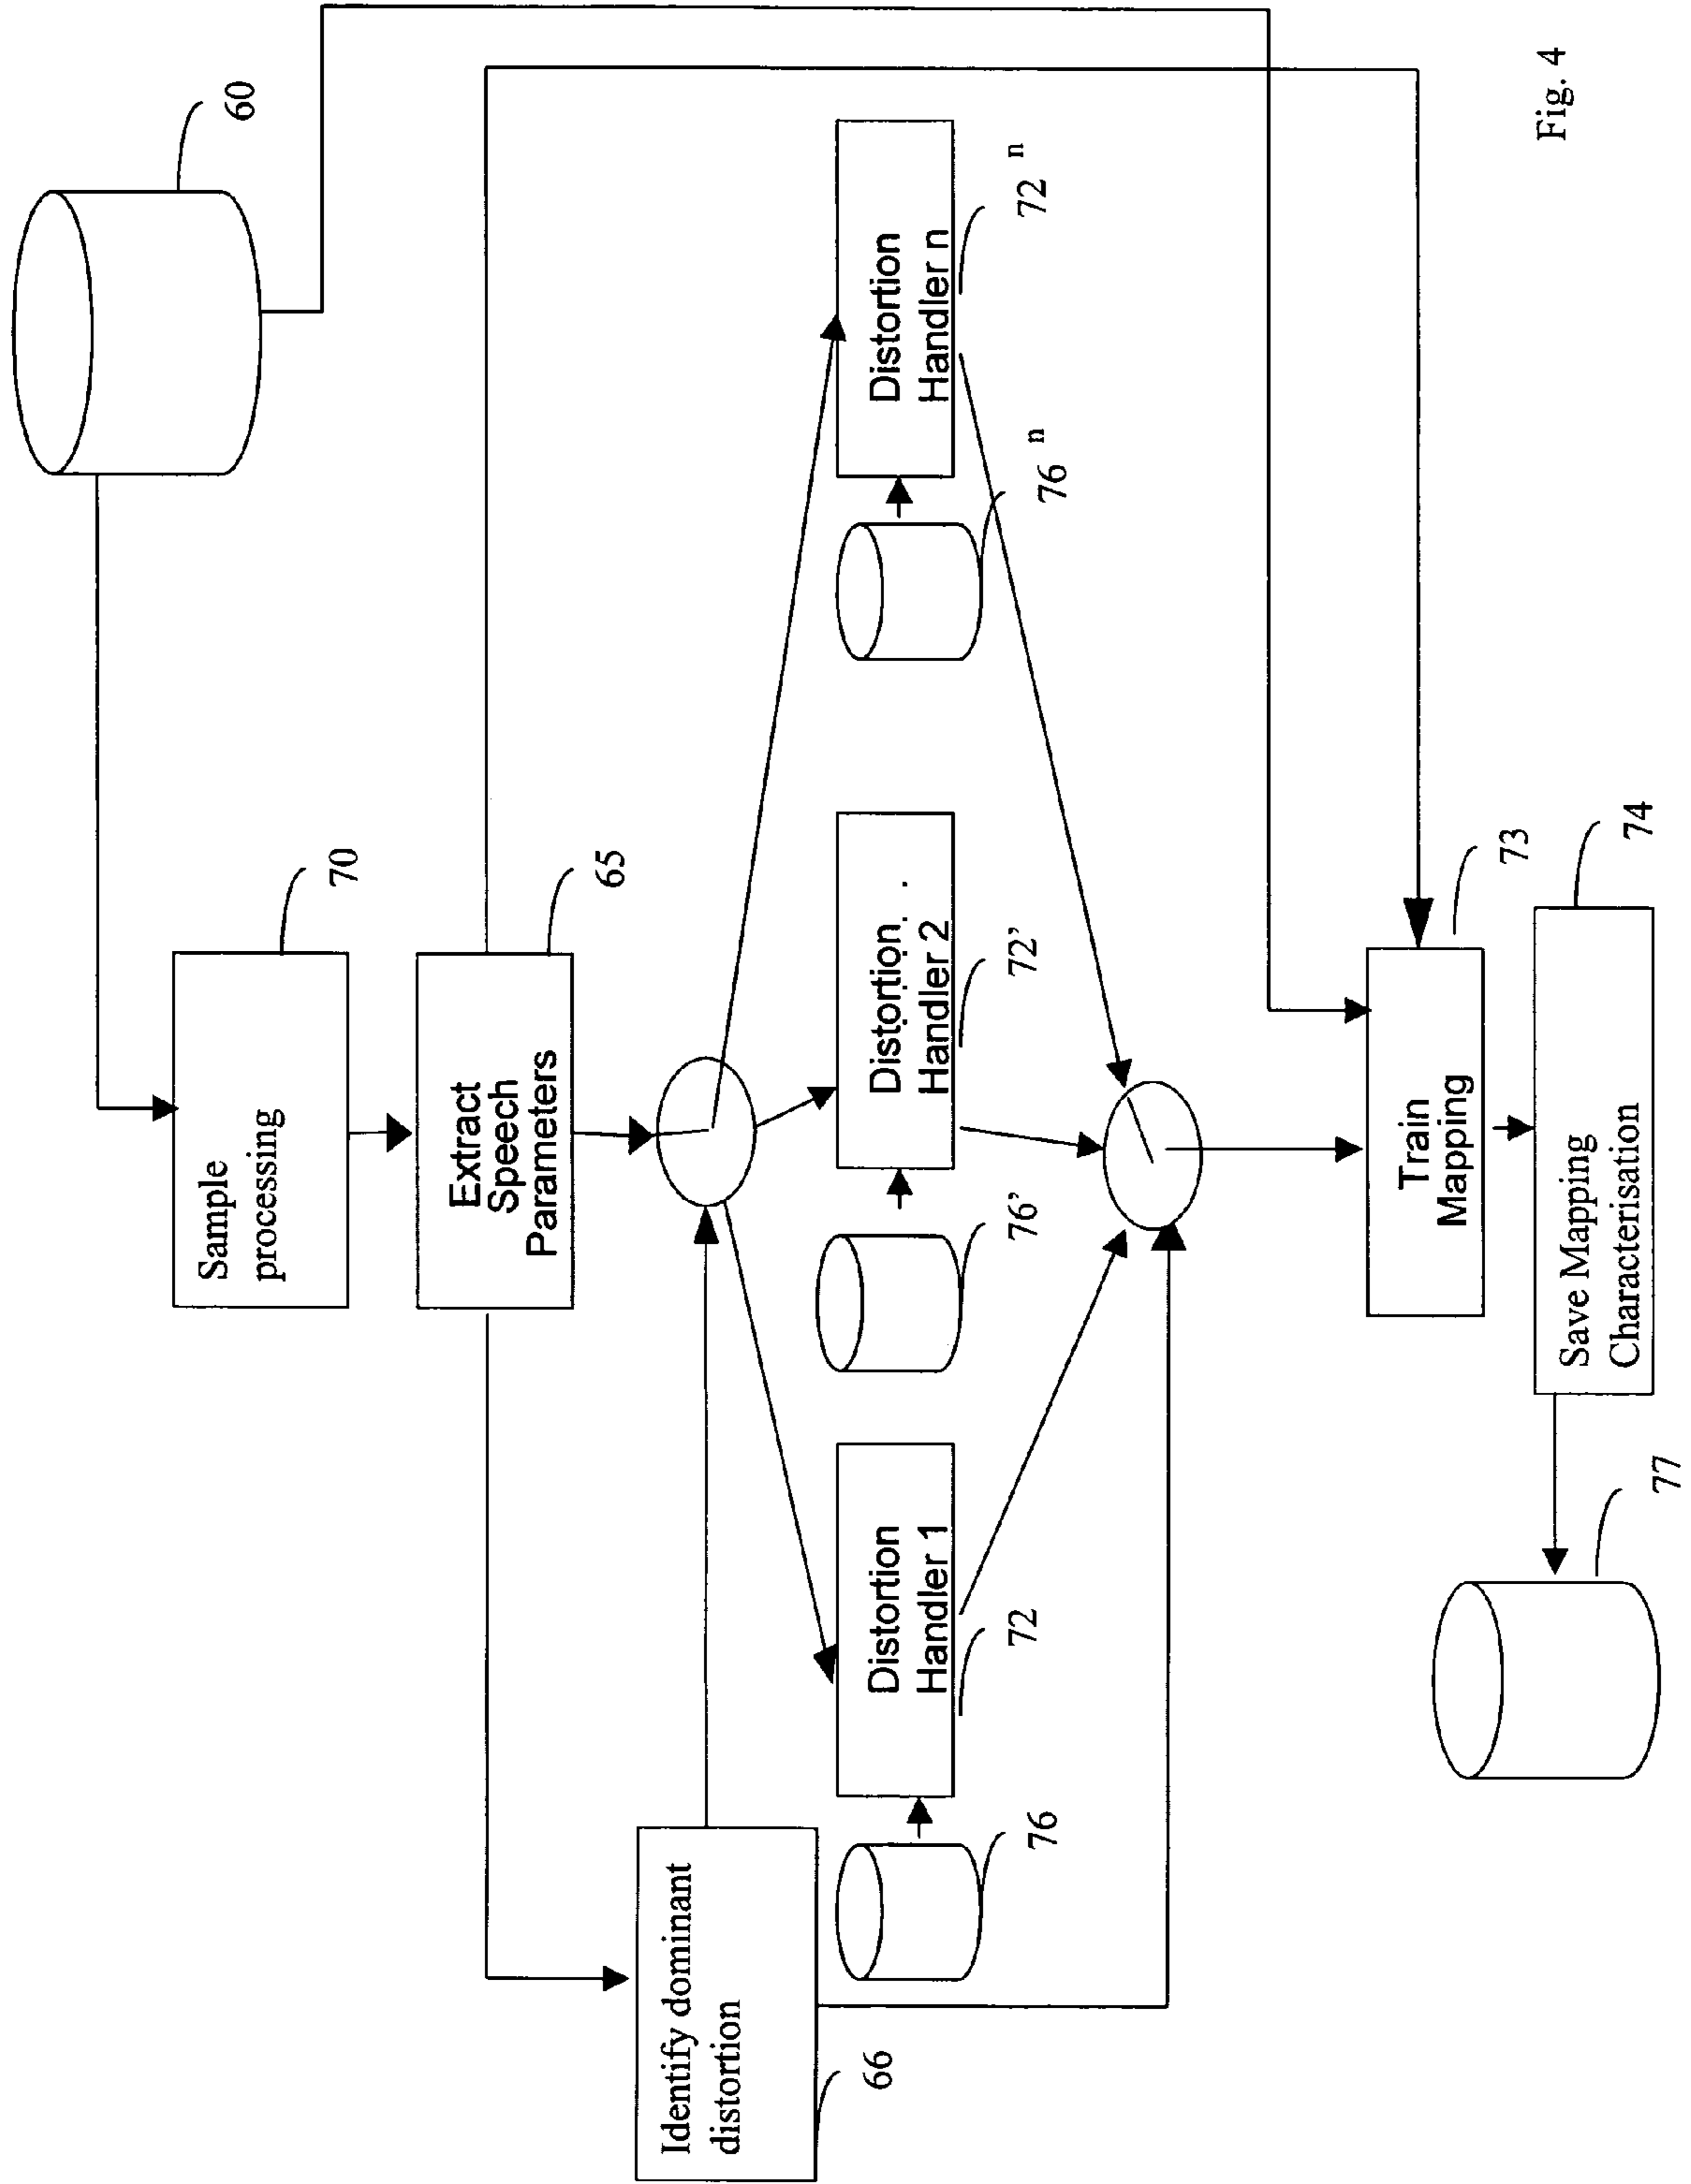 60
Sample
processing
70
Extract
Speech
Parameters
65
Identify dominant
distortion
66
Distortion
Handler 1
72
76
Distortion
Handler 2
72’
76’
. .
Distortion
Handler n
72 n
76 n
Train
Mapping
73
Save Mapping
Characterisation
74
77
Fig. 4